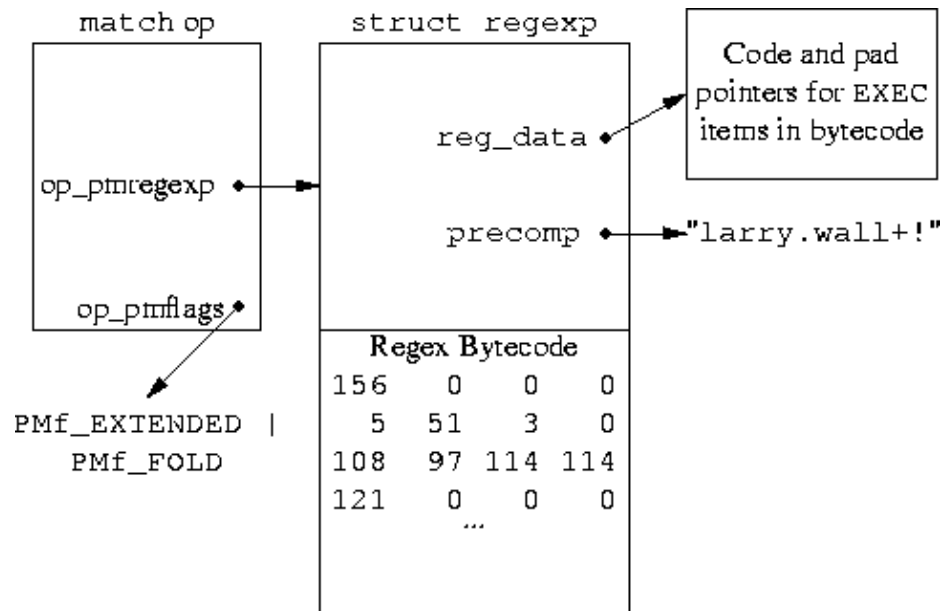 match op
struct regexp
Code and pad
pointers for EXEC
items in bytecode
reg_data
op_pmregexp
precomp
"larry.wall+!"
op_pmflags
PMf_EXTENDED |
PMf_FOLD
Regex Bytecode
156 0 0 0
5 51 3 0
108 97 114 114
121 0 0 0
...